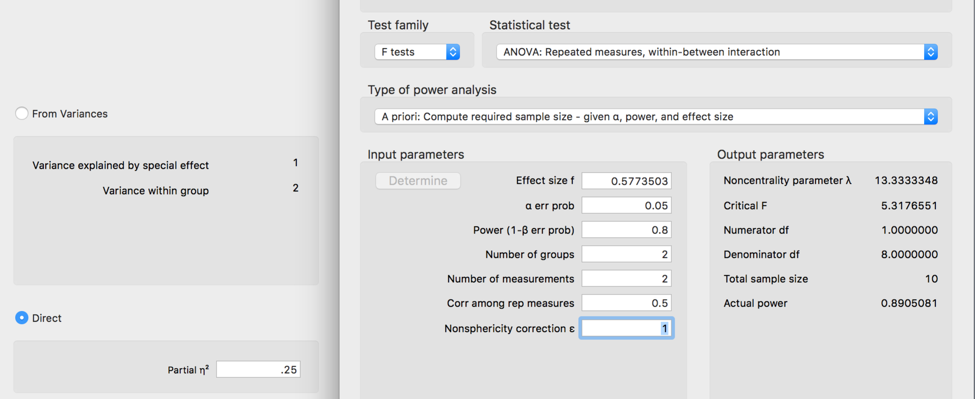 Test family
Statistical test
F tests
ANOVA: Repeated measures, within-between interaction
Type of power analysis
A priori: Compute required sample size - given α, power, and effect size
From Variances
Variance explained by special effect 1
Variance within group 2
Direct
Partial η² .25
Input parameters
Determine
Effect size f 0.5773503
α err prob 0.05
Power (1-β err prob) 0.8
Number of groups 2
Number of measurements 2
Corr among rep measures 0.5
Nonsphericity correction ε 1
Output parameters
Noncentrality parameter λ 13.3333348
Critical F 5.3176551
Numerator df 1.0000000
Denominator df 8.0000000
Total sample size 10
Actual power 0.8905081